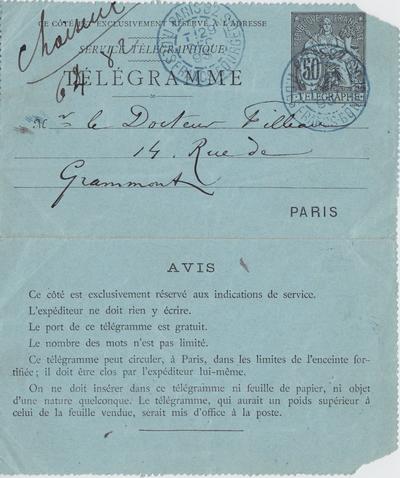 CE CÔTÉ EST EXCLUSIVEMENT RÉSERVÉ A L'ADRESSE
SERVICE TÉLÉGRAPHIQUE
TÉLÉGRAMME
50
TÉLÉGRAPHE
Mr le Docteur Filleau
14 Rue de
Grammont
PARIS
AVIS
Ce côté est exclusivement réservé aux indications de service.
L'expéditeur ne doit rien y écrire.
Le port de ce télégramme est gratuit.
Le nombre des mots n'est pas limité.
Ce télégramme peut circuler, à Paris, dans les limites de l'enceinte for-
tifiée ; il doit être clos par l'expéditeur lui-même.
On ne doit insérer dans ce télégramme ni feuille de papier, ni objet
d'une nature quelconque. Le télégramme, qui aurait un poids supérieur à
celui de la feuille vendue, serait mis d'office à la poste.